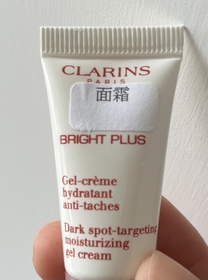 CLARINS
PARIS
面霜
BRIGHT PLUS
Gel-crème
hydratant
anti-taches
Dark spot-targeting
moisturizing
gel cream